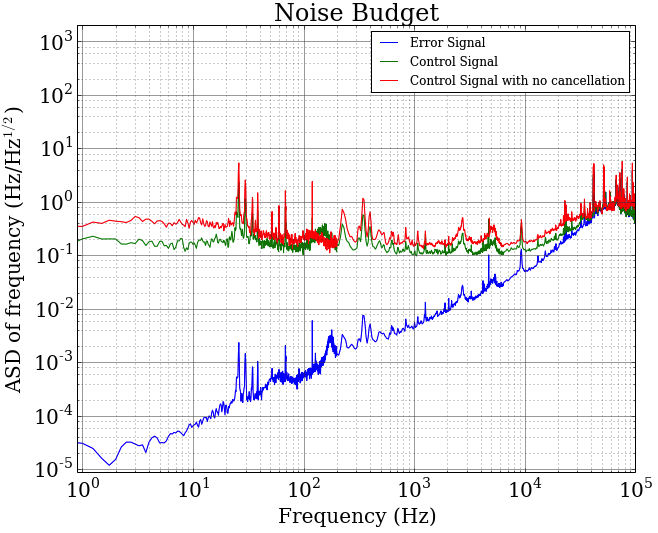 Noise Budget
Error Signal
Control Signal
Control Signal with no cancellation
ASD of frequency (Hz/Hz^1/2)
10^3
10^2
10^1
10^0
10^-1
10^-2
10^-3
10^-4
10^-5
10^0 10^1 10^2 10^3 10^4 10^5
Frequency (Hz)